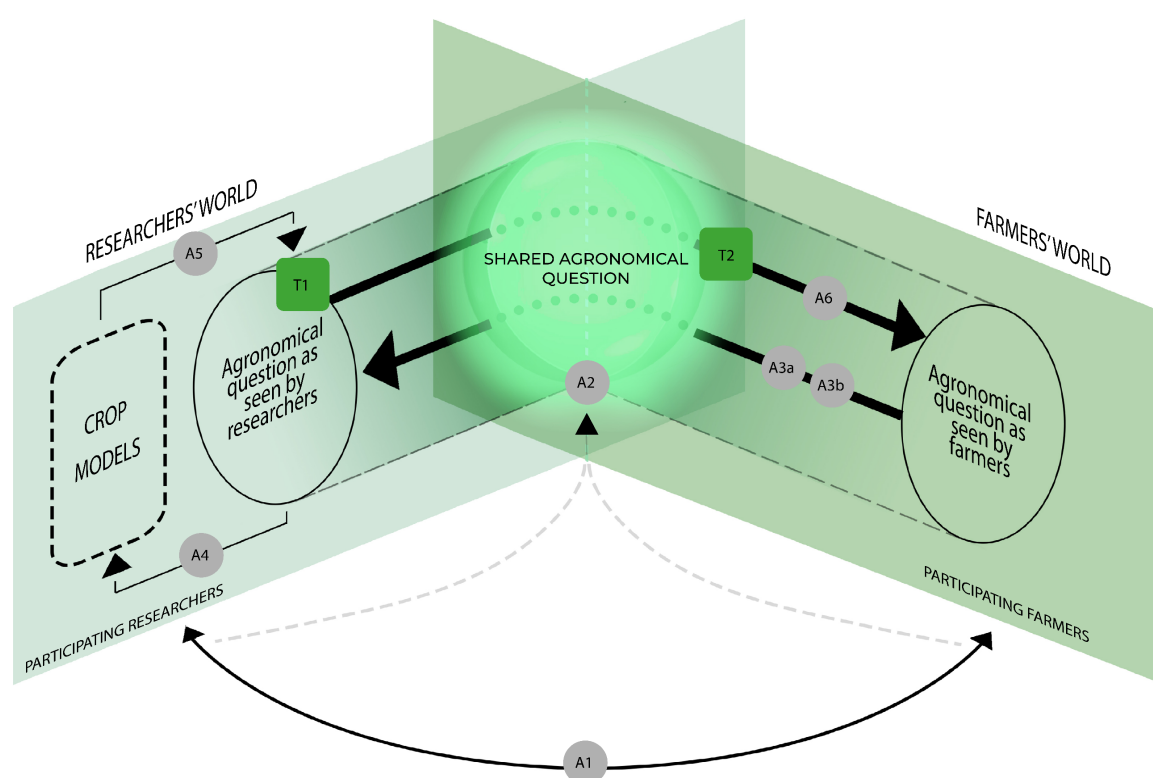 RESEARCHERS' WORLD
FARMERS' WORLD
A5
T1
T2
SHARED AGRONOMICAL
QUESTION
A6
A3a
A3b
A2
Agronomical
question as
seen by
researchers
Agronomical
question as
seen by
farmers
CROP
MODELS
A4
PARTICIPATING RESEARCHERS
PARTICIPATING FARMERS
A1